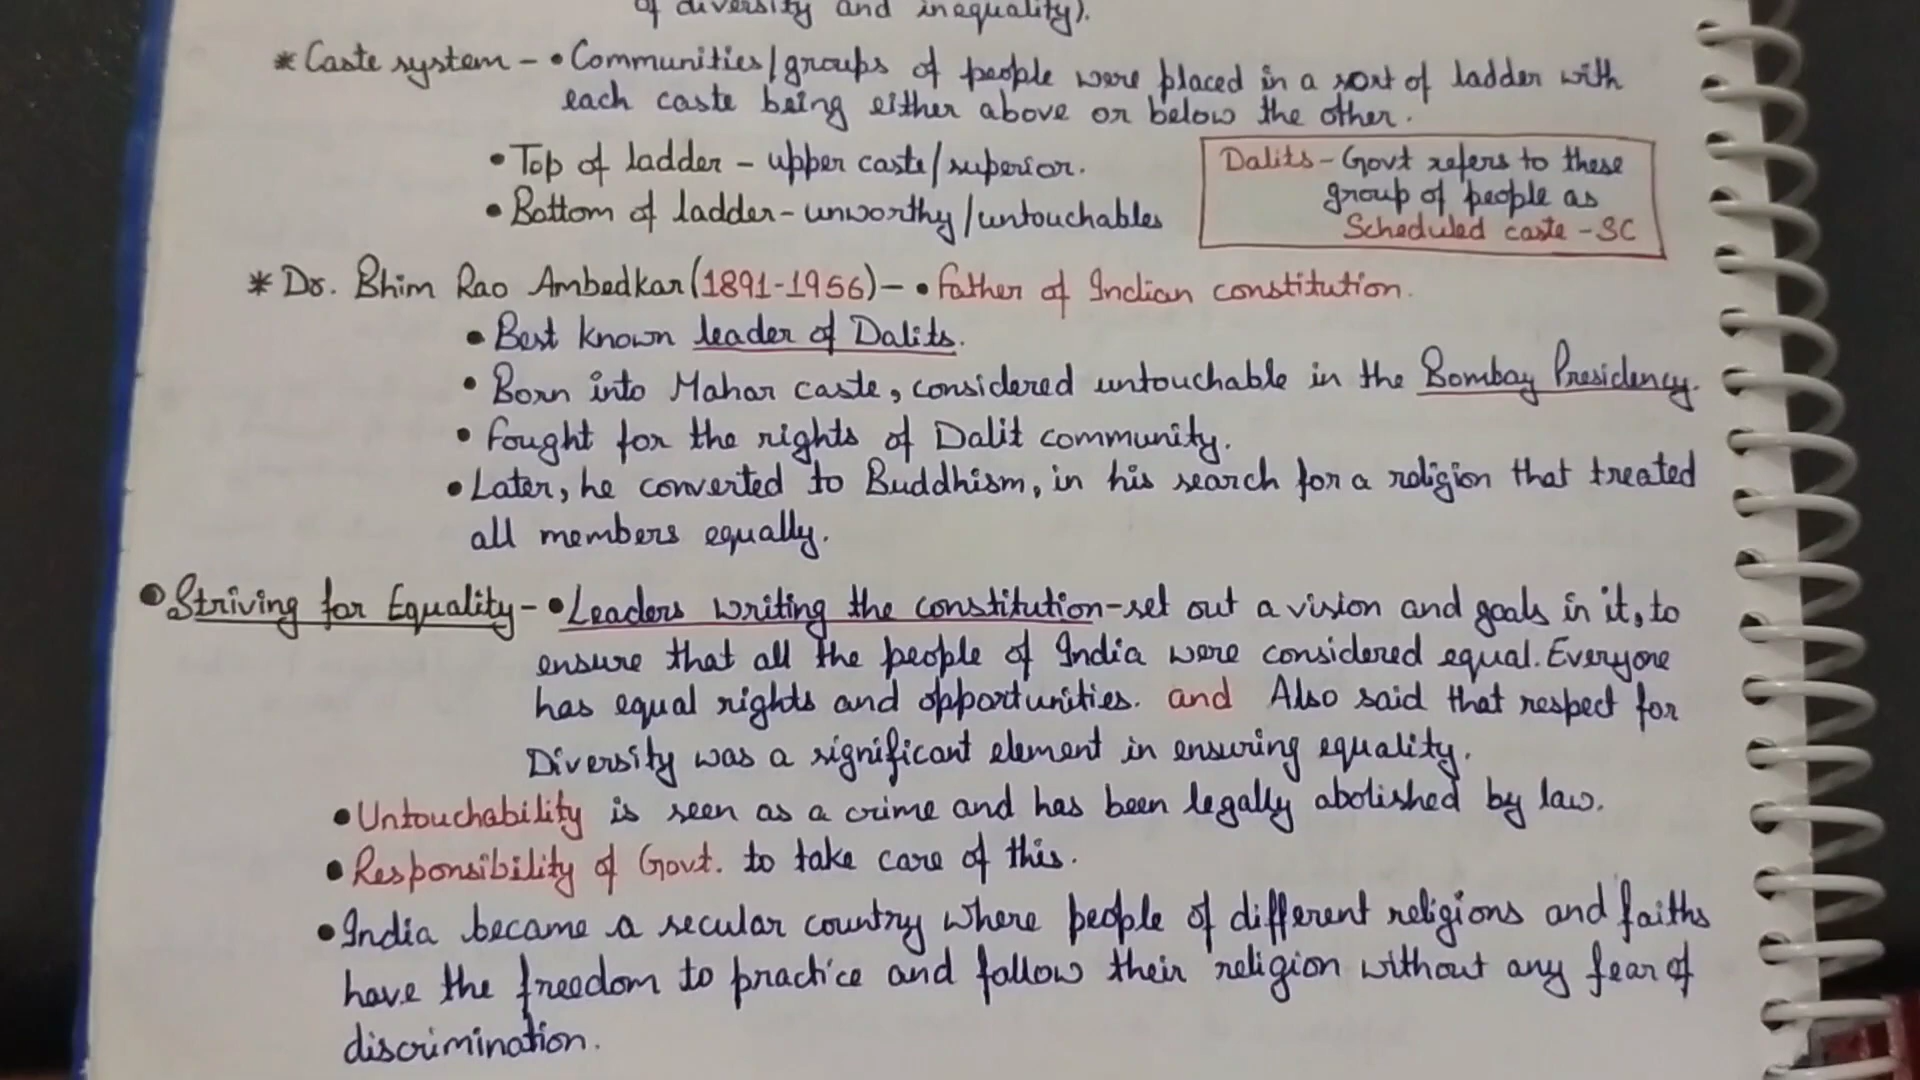 of diversity and inequality).
* Caste system - • Communities/groups of people were placed in a sort of ladder with
each caste being either above or below the other.
• Top of ladder - upper caste/superior.
• Bottom of ladder - unworthy/untouchables
Dalits - Govt refers to these
group of people as
Scheduled caste - SC
* Dr. Bhim Rao Ambedkar (1891-1956) - • Father of Indian constitution.
• Best known leader of Dalits.
• Born into Mahar caste, considered untouchable in the Bombay Presidency.
• Fought for the rights of Dalit community.
• Later, he converted to Buddhism, in his search for a religion that treated
all members equally.
• Striving for Equality - • Leaders writing the constitution - set out a vision and goals in it, to
ensure that all the people of India were considered equal. Everyone
has equal rights and opportunities. and Also said that respect for
Diversity was a significant element in ensuring equality.
• Untouchability is seen as a crime and has been legally abolished by law.
• Responsibility of Govt. to take care of this.
• India became a secular country where people of different religions and faiths
have the freedom to practice and follow their religion without any fear of
discrimination.